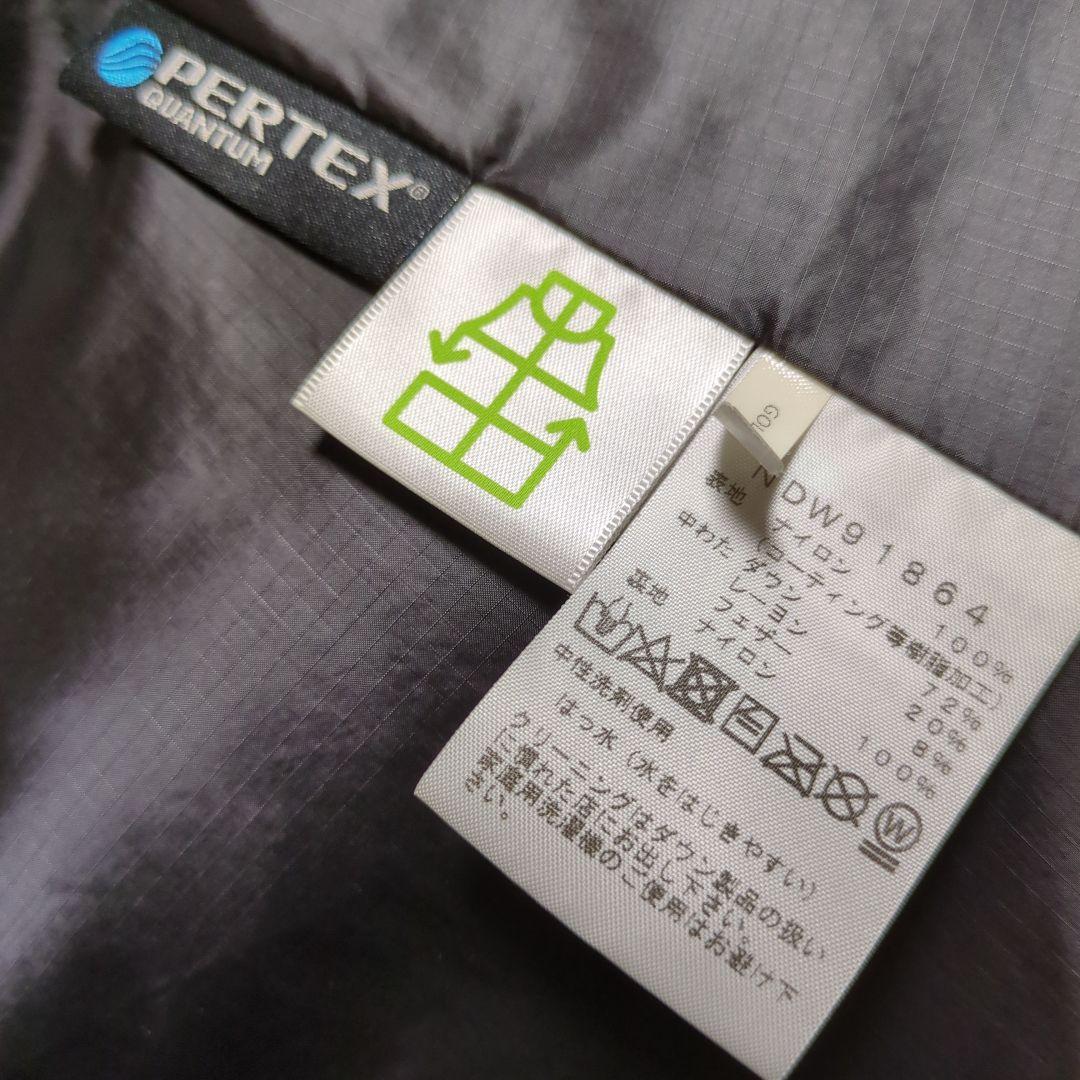 PERTEX®
QUANTUM
GOL
NDW91864
表地 ナイロン 100%
(コーティング等樹脂加工)
中わた ダウン 72%
レーヨン 20%
フェザー 8%
裏地 ナイロン 100%
W
中性洗剤使用
はっ水(水をはじきやすい)
クリーニングはダウン製品の扱い
に慣れた店にお出し下さい。
家庭用洗濯機のご使用はお避け下
さい。